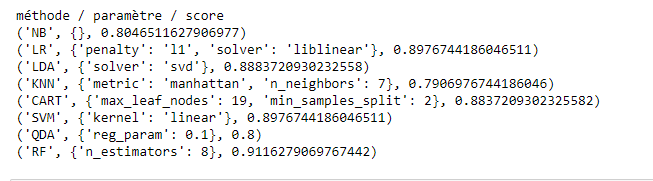 méthode / paramètre / score
('NB', {}, 0.8046511627906977)
('LR', {'penalty': 'l1', 'solver': 'liblinear'}, 0.8976744186046511)
('LDA', {'solver': 'svd'}, 0.8883720930232558)
('KNN', {'metric': 'manhattan', 'n_neighbors': 7}, 0.7906976744186046)
('CART', {'max_leaf_nodes': 19, 'min_samples_split': 2}, 0.8837209302325582)
('SVM', {'kernel': 'linear'}, 0.8976744186046511)
('QDA', {'reg_param': 0.1}, 0.8)
('RF', {'n_estimators': 8}, 0.9116279069767442)